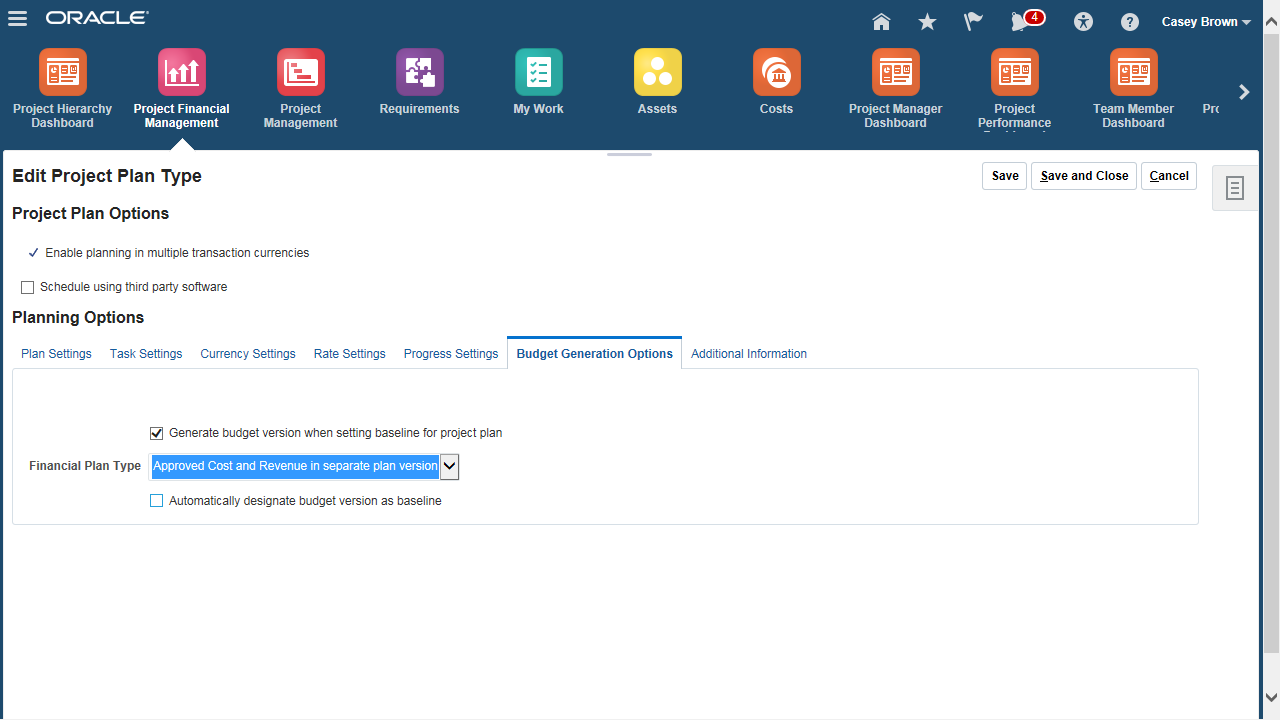 ORACLE
4
Casey Brown
Project Hierarchy
Dashboard
Project Financial
Management
Project
Management
Requirements
My Work
Assets
Costs
Project Manager
Dashboard
Project
Performance
Team Member
Dashboard
Edit Project Plan Type
Save
Save and Close
Cancel
Project Plan Options
Enable planning in multiple transaction currencies
Schedule using third party software
Planning Options
Plan Settings
Task Settings
Currency Settings
Rate Settings
Progress Settings
Budget Generation Options
Additional Information
Generate budget version when setting baseline for project plan
Financial Plan Type
Approved Cost and Revenue in separate plan version
Automatically designate budget version as baseline